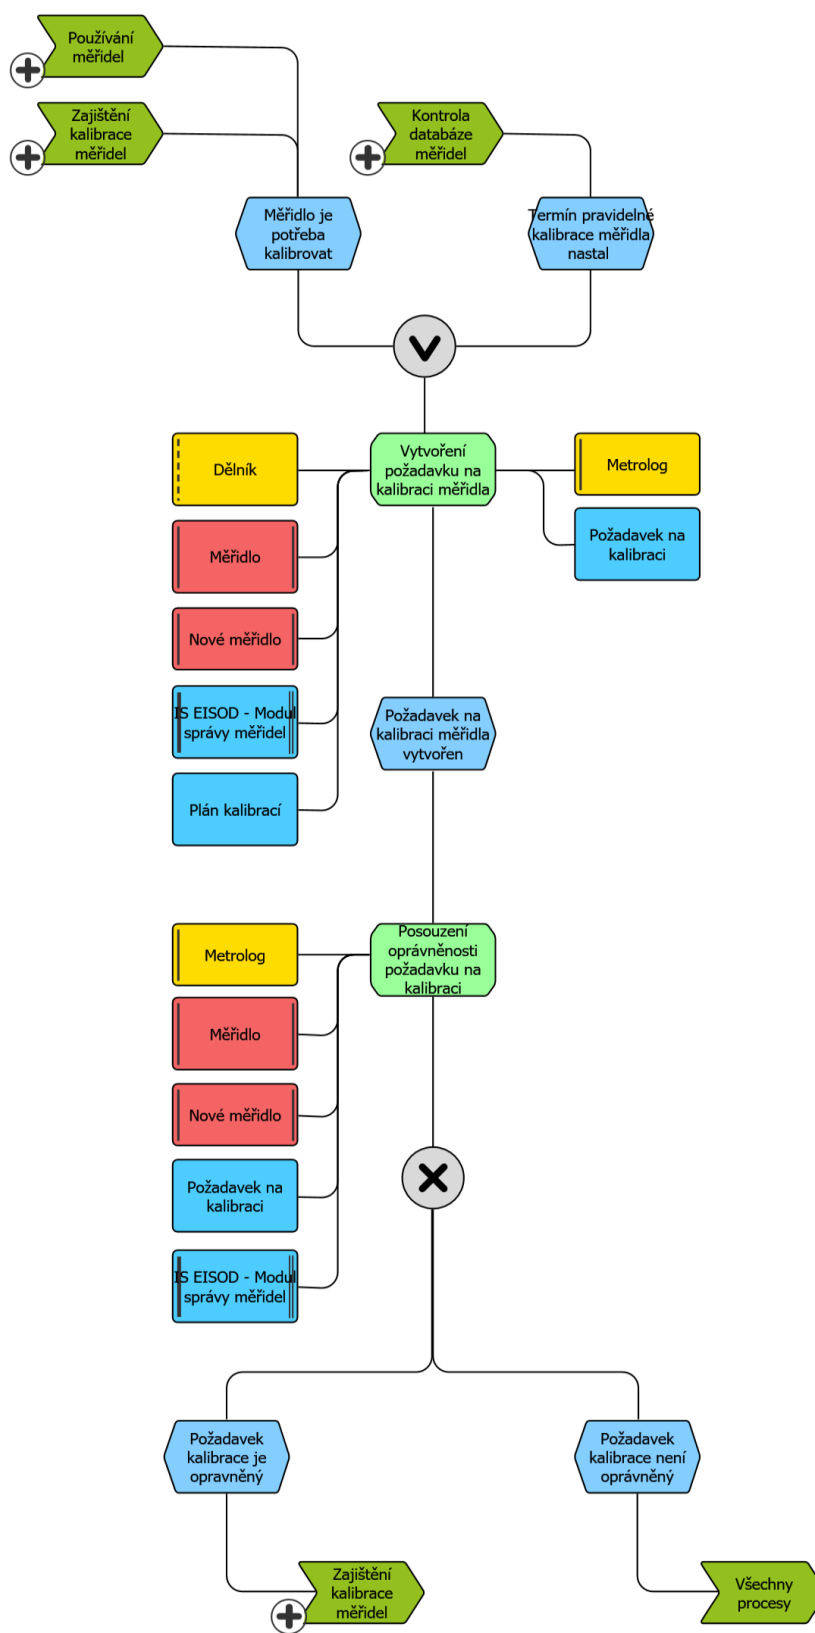 Používání
měřidel
Zajištění
kalibrace
měřidel
Kontrola
databáze
měřidel
Měřidlo je
potřeba
kalibrovat
Termín pravidelné
kalibrace měřidla
nastal
Dělník
Vytvoření
požadavku na
kalibraci měřidla
Metrolog
Požadavek na
kalibraci
Měřidlo
Nové měřidlo
IS EISOD - Modul
správy měřidel
Požadavek na
kalibraci měřidla
vytvořen
Plán kalibrací
Metrolog
Posouzení
oprávněnosti
požadavku na
kalibraci
Měřidlo
Nové měřidlo
Požadavek na
kalibraci
IS EISOD - Modul
správy měřidel
Požadavek
kalibrace je
opravněný
Požadavek
kalibrace není
oprávněný
Zajištění
kalibrace
měřidel
Všechny
procesy